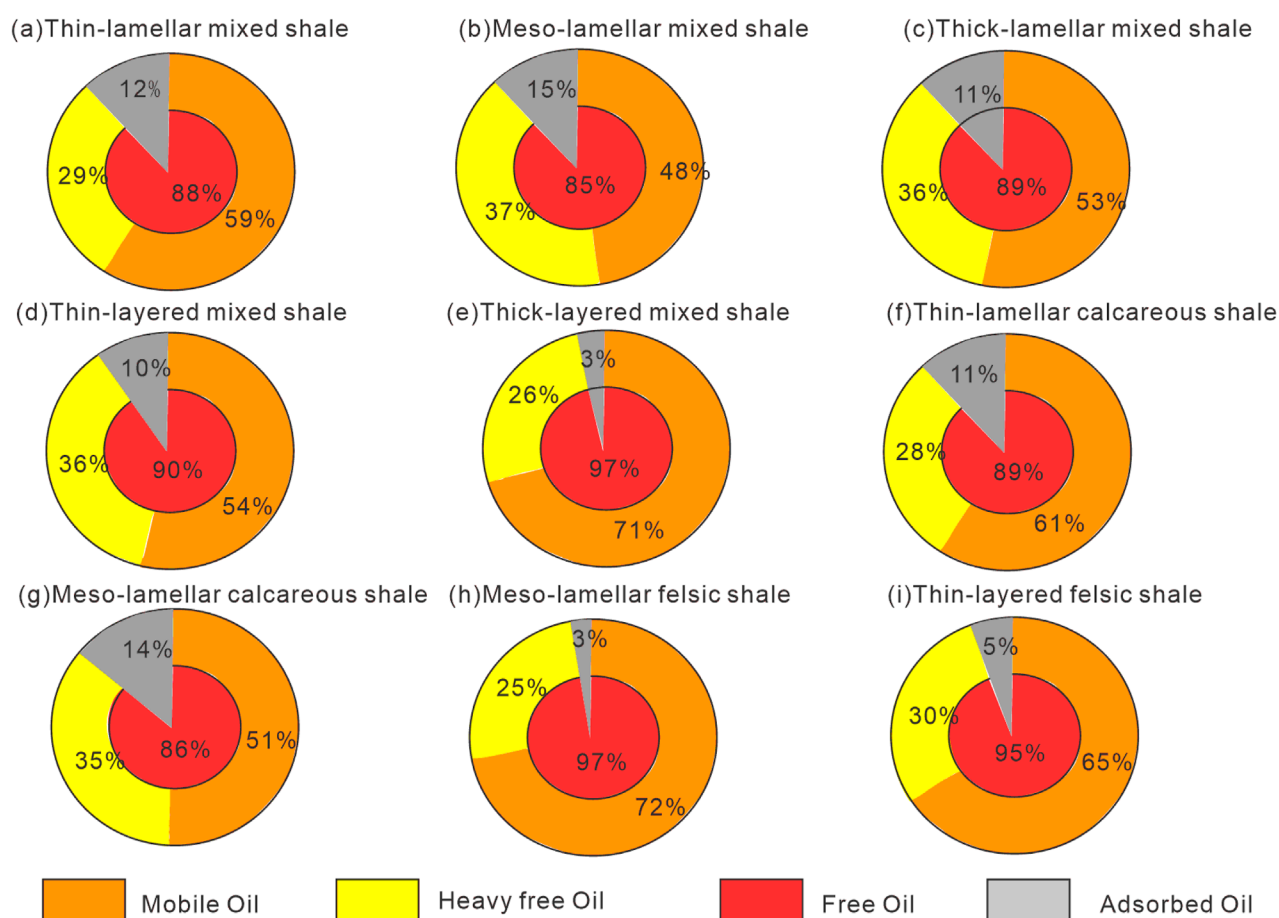 (a)Thin-lamellar mixed shale
(b)Meso-lamellar mixed shale
(c)Thick-lamellar mixed shale
12%
29%
88%
59%
15%
37%
85%
48%
11%
36%
89%
53%
(d)Thin-layered mixed shale
(e)Thick-layered mixed shale
(f)Thin-lamellar calcareous shale
10%
36%
90%
54%
3%
26%
97%
71%
11%
28%
89%
61%
(g)Meso-lamellar calcareous shale
(h)Meso-lamellar felsic shale
(i)Thin-layered felsic shale
14%
35%
86%
51%
3%
25%
97%
72%
5%
30%
95%
65%
Mobile Oil
Heavy free Oil
Free Oil
Adsorbed Oil